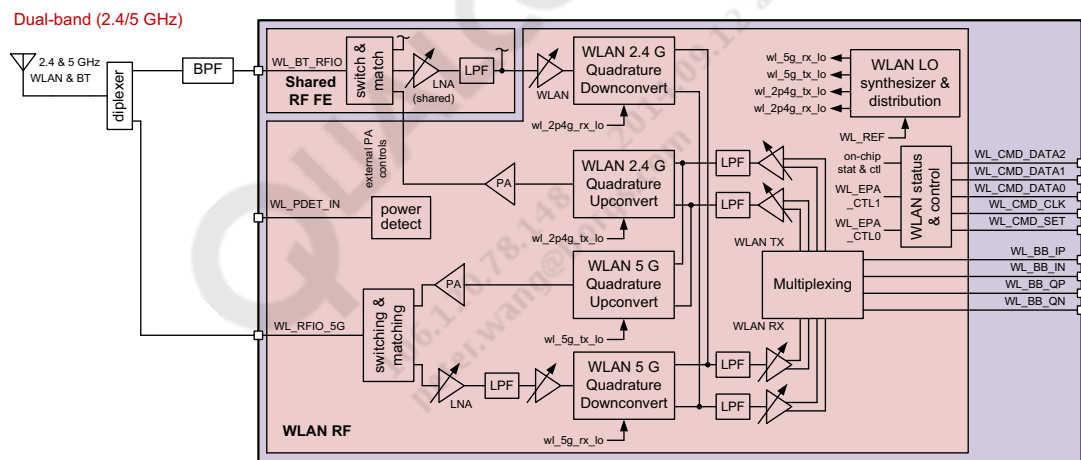 Dual-band (2.4/5 GHz)
2.4 & 5 GHz
WLAN & BT
diplexer
BPF
WL_BT_RFIO
Shared
RF FE
switch &
match
LNA
(shared)
LPF
WLAN
WLAN 2.4 G
Quadrature
Downconvert
wl_2p4g_rx_lo
wl_5g_rx_lo
wl_5g_tx_lo
wl_2p4g_tx_lo
wl_2p4g_rx_lo
WLAN LO
synthesizer &
distribution
WL_REF
external PA
controls
PA
WLAN 2.4 G
Quadrature
Upconvert
wl_2p4g_tx_lo
LPF
LPF
on-chip
stat & ctl
WL_EPA
_CTL1
WL_EPA
_CTL0
WLAN status
& control
WL_CMD_DATA2
WL_CMD_DATA1
WL_CMD_DATA0
WL_CMD_CLK
WL_CMD_SET
WL_PDET_IN
power
detect
WLAN TX
Multiplexing
WLAN RX
WL_BB_IP
WL_BB_IN
WL_BB_QP
WL_BB_QN
PA
WLAN 5 G
Quadrature
Upconvert
wl_5g_tx_lo
WL_RFIO_5G
switching &
matching
LNA
LPF
WLAN 5 G
Quadrature
Downconvert
wl_5g_rx_lo
LPF
LPF
WLAN RF